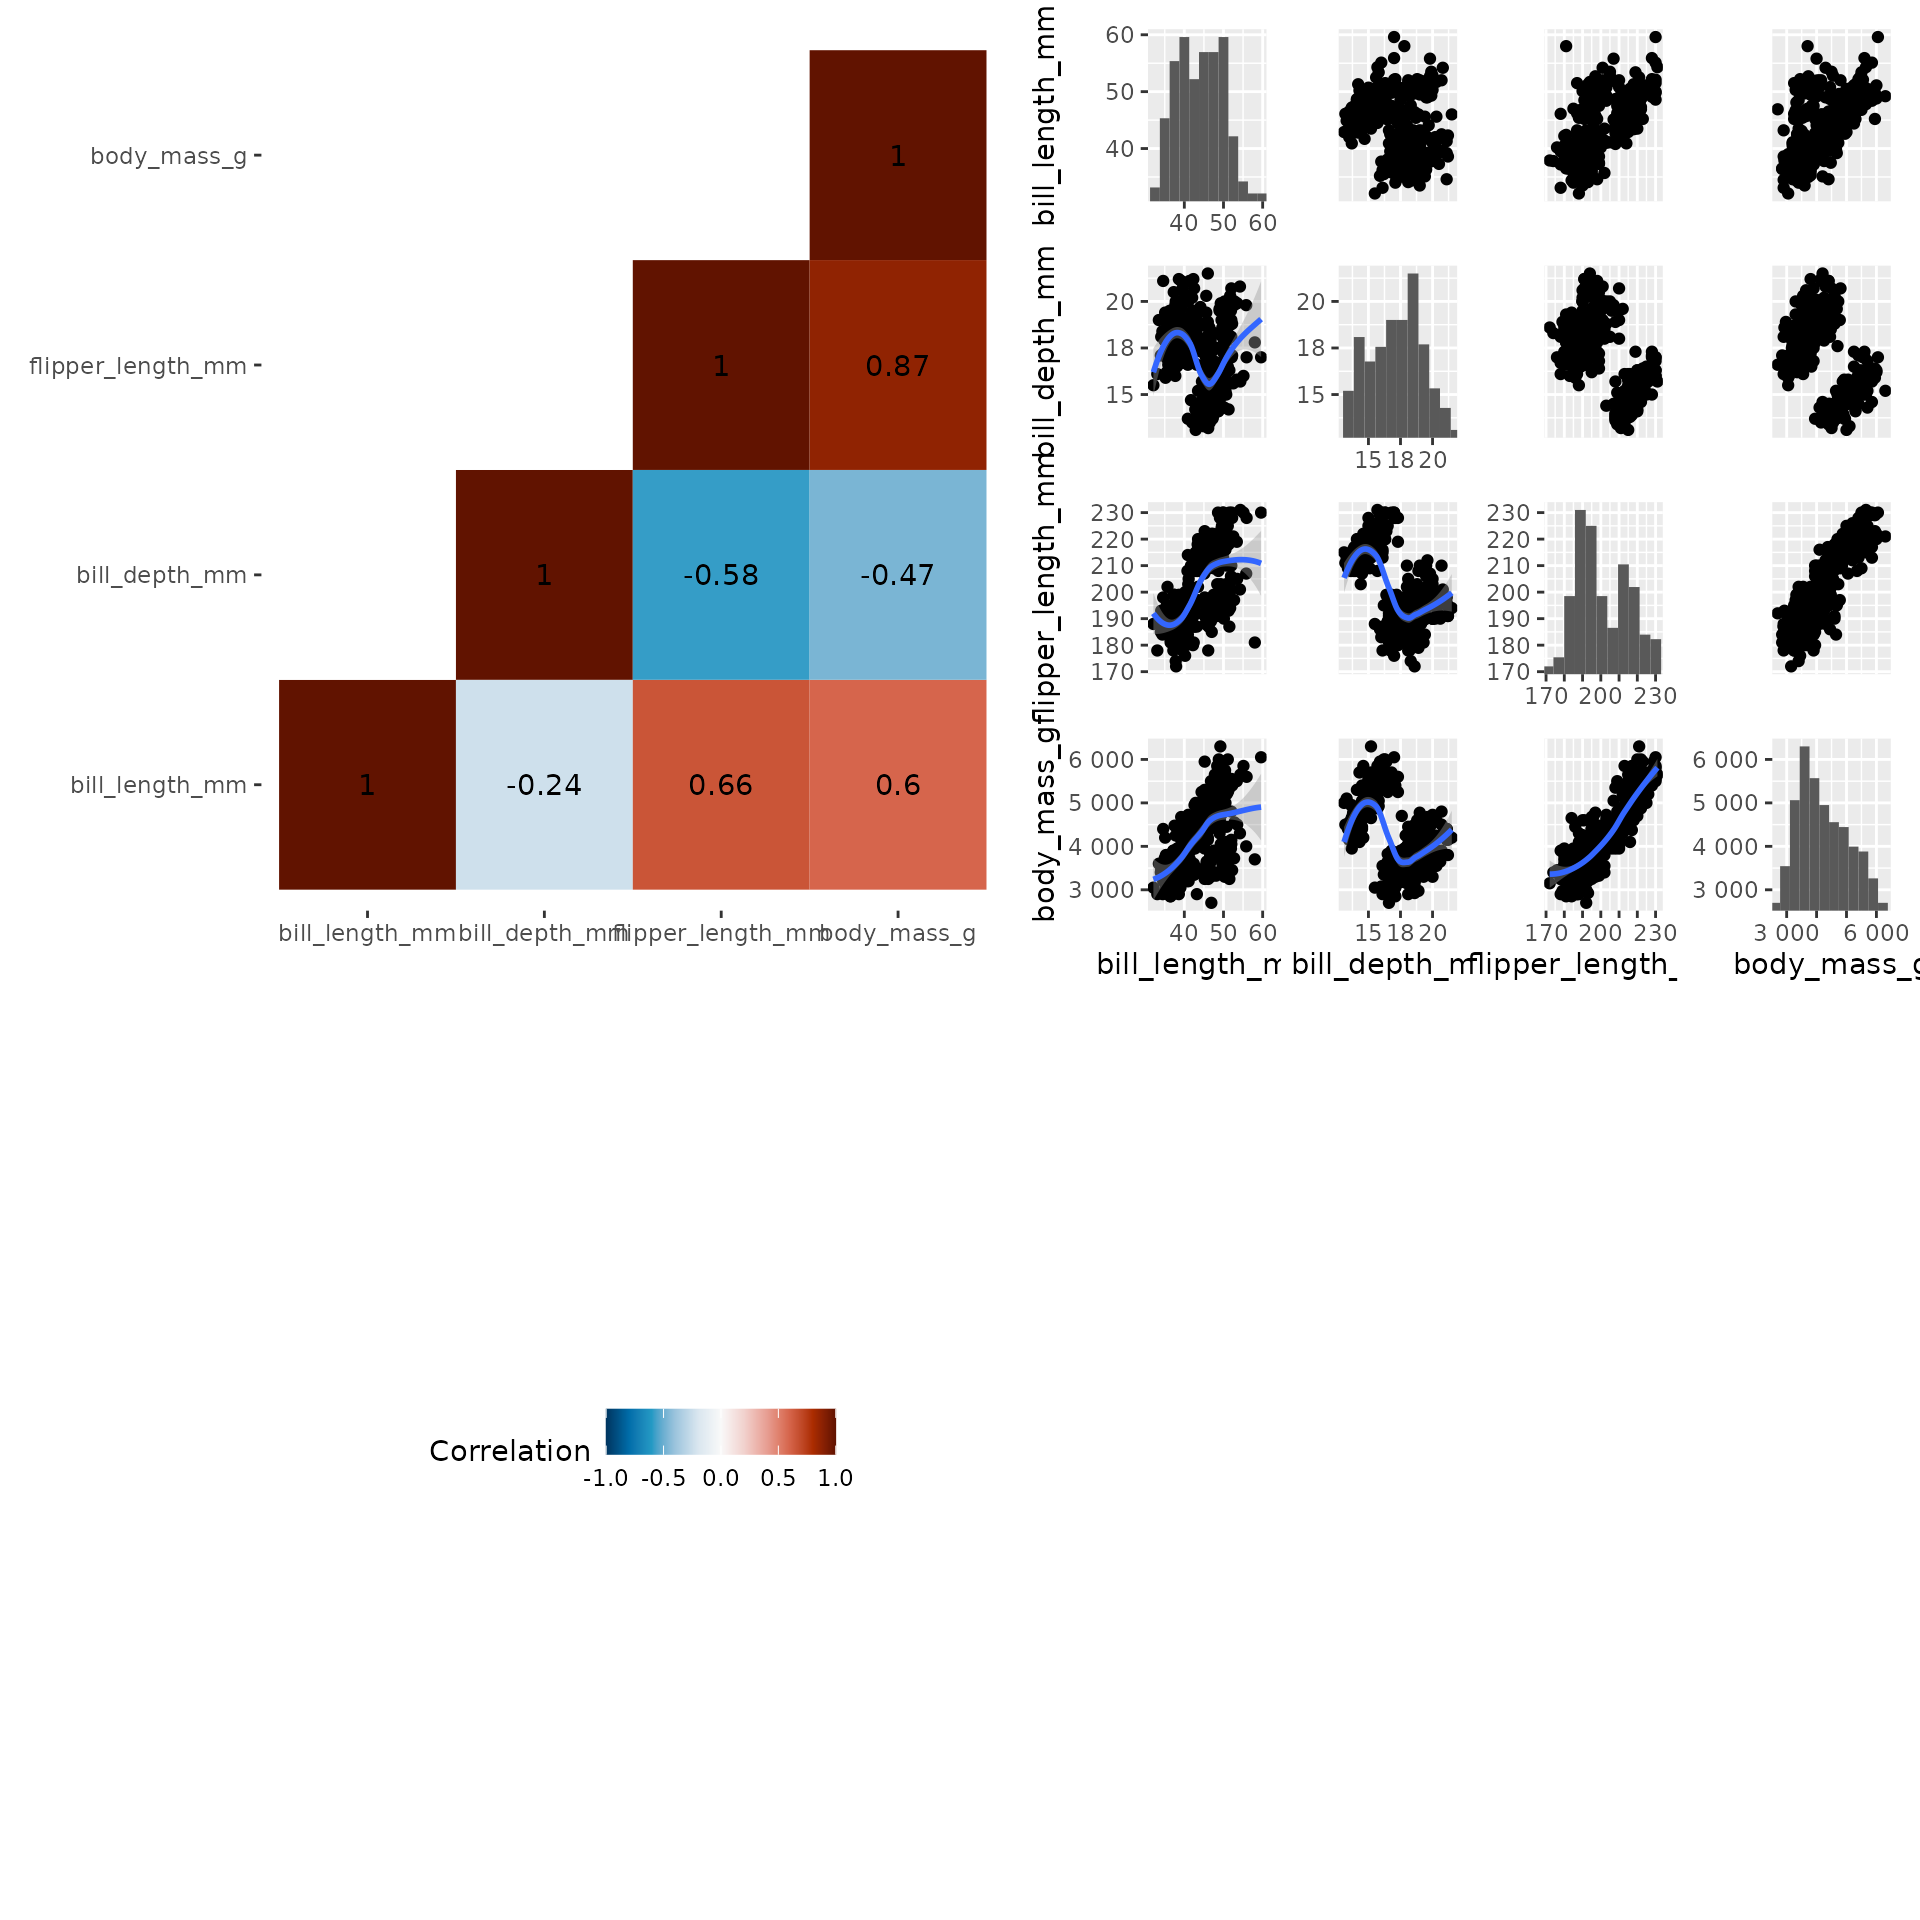 body_mass_g
1
flipper_length_mm
1 0.87
bill_depth_mm
1 -0.58 -0.47
bill_length_mm
1 -0.24 0.66 0.6
bill_length_mm bill_depth_mm flipper_length_mm body_mass_g
Correlation
-1.0 -0.5 0.0 0.5 1.0
bill_length_mm
60
50
40
40 50 60
bill_depth_mm
20
18
15
20
18
15
15 18 20
flipper_length_mm
230
220
210
200
190
180
170
230
220
210
200
190
180
170
170 200 230
body_mass_g
6 000
5 000
4 000
3 000
6 000
5 000
4 000
3 000
40 50 60
15 18 20
170 200 230
3 000 6 000
bill_length_m bill_depth_m flipper_length_ body_mass_g